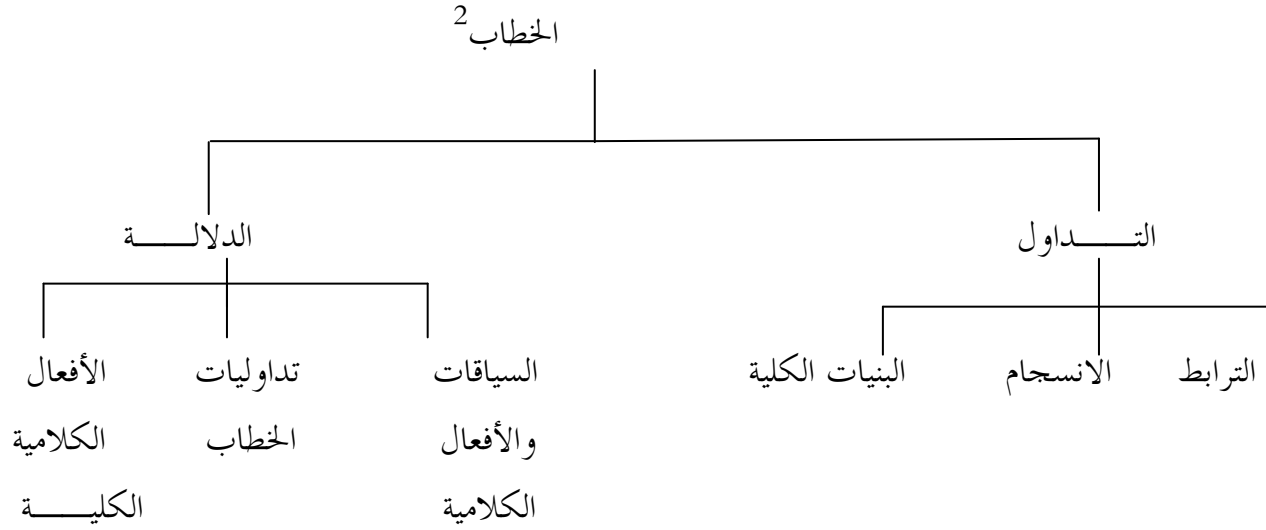 الخطاب2
التـــــداول
الدلالـــــة
الترابط
الانسجام
البنيات الكلية
السياقات
والأفعال
الكلامية
تداوليات
الخطاب
الأفعال
الكلامية
الكليـــــة